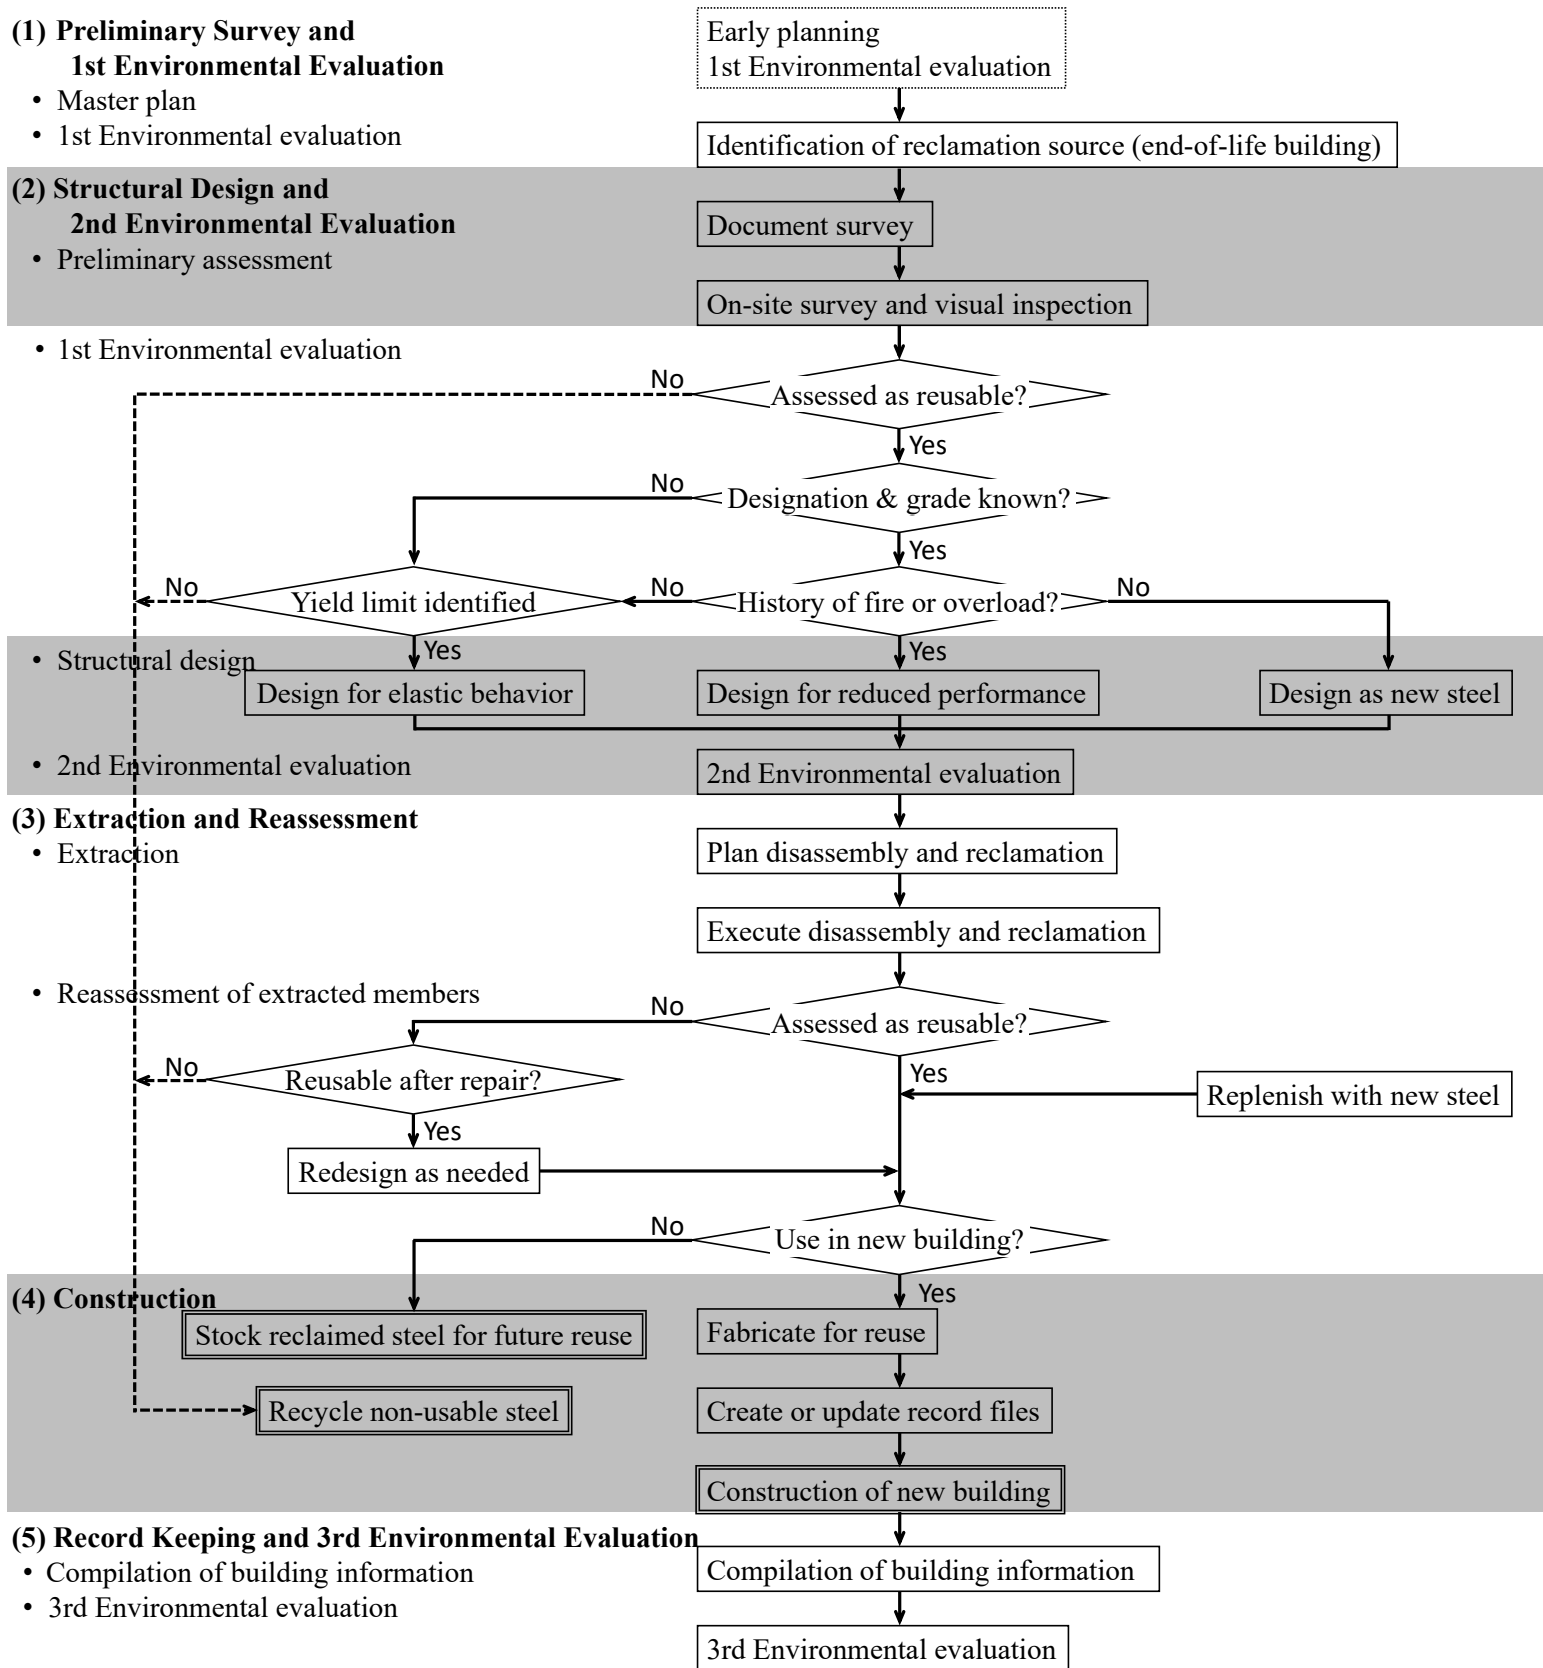 (1) Preliminary Survey and
1st Environmental Evaluation
• Master plan
• 1st Environmental evaluation
Early planning
1st Environmental evaluation
Identification of reclamation source (end-of-life building)
(2) Structural Design and
2nd Environmental Evaluation
• Preliminary assessment
Document survey
On-site survey and visual inspection
• 1st Environmental evaluation
No
Assessed as reusable?
Yes
No
Designation & grade known?
Yes
No
Yield limit identified
No
History of fire or overload?
No
• Structural design
Yes
Yes
Design for elastic behavior
Design for reduced performance
Design as new steel
• 2nd Environmental evaluation
2nd Environmental evaluation
(3) Extraction and Reassessment
• Extraction
Plan disassembly and reclamation
Execute disassembly and reclamation
• Reassessment of extracted members
No
Assessed as reusable?
No
Reusable after repair?
Yes
Replenish with new steel
Yes
Redesign as needed
No
Use in new building?
Yes
(4) Construction
Stock reclaimed steel for future reuse
Fabricate for reuse
Recycle non-usable steel
Create or update record files
Construction of new building
(5) Record Keeping and 3rd Environmental Evaluation
• Compilation of building information
• 3rd Environmental evaluation
Compilation of building information
3rd Environmental evaluation